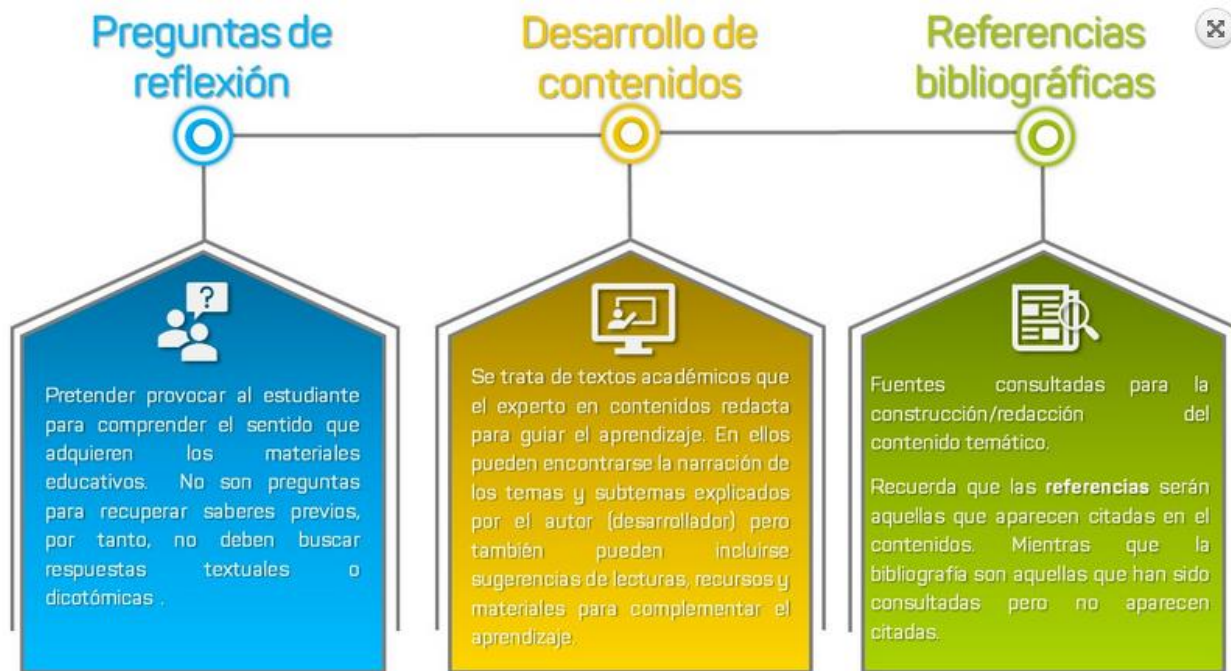 Preguntas de
reflexión
Desarrollo de
contenidos
Referencias
bibliográficas
?
Pretender provocar al estudiante
para comprender el sentido que
adquieren los materiales
educativos. No son preguntas
para recuperar saberes previos,
por tanto, no deben buscar
respuestas textuales o
dicotómicas .
Se trata de textos académicos que
el experto en contenidos redacta
para guiar el aprendizaje. En ellos
pueden encontrarse la narración de
los temas y subtemas explicados
por el autor (desarrollador) pero
también pueden incluirse
sugerencias de lecturas, recursos y
materiales para complementar el
aprendizaje.
Fuentes consultadas para la
construcción/redacción del
contenido temático.
Recuerda que las referencias serán
aquellas que aparecen citadas en el
contenidos. Mientras que la
bibliografía son aquellas que han sido
consultadas pero no aparecen
citadas.